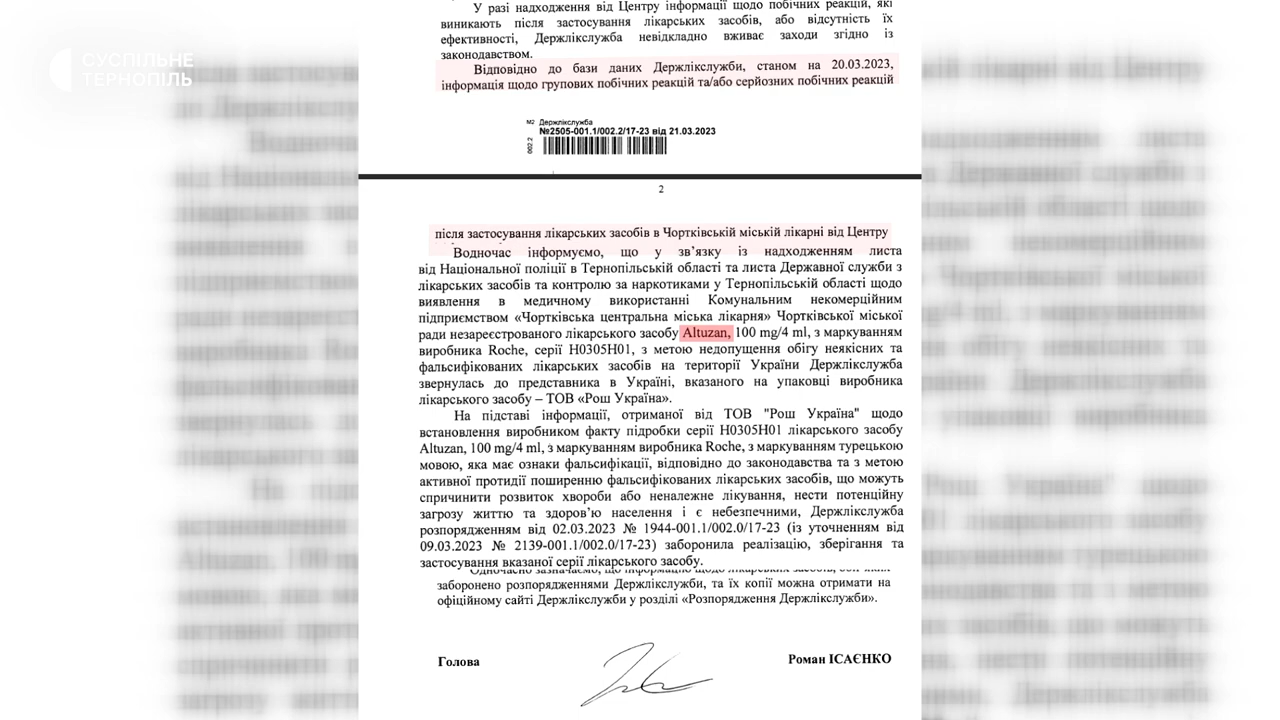 СУСПІЛЬНЕ
ТЕРНОПІЛЬ
У разі надходження від Центру інформації щодо побічних реакцій, які
виникають після застосування лікарських засобів, або відсутність їх
ефективності, Держлікслужба невідкладно вживає заходи згідно із
законодавством.
Відповідно до бази даних Держлікслужби, станом на 20.03.2023,
інформація щодо групових побічних реакцій та/або серйозних побічних реакцій
М2 Держлікслужба
№2505-001.1/002.2/17-23 від 21.03.2023
002.2
2
після застосування лікарських засобів в Чортківській міській лікарні від Центру
Водночас інформуємо, що у зв’язку із надходженням листа
від Національної поліції в Тернопільській області та листа Державної служби з
лікарських засобів та контролю за наркотиками у Тернопільській області щодо
виявлення в медичному використанні Комунальним некомерційним
підприємством «Чортківська центральна міська лікарня» Чортківської міської
ради незареєстрованого лікарського засобу Altuzan, 100 mg/4 ml, з маркуванням
виробника Roche, серії H0305H01, з метою недопущення обігу неякісних та
фальсифікованих лікарських засобів на території України Держлікслужба
звернулась до представника в Україні, вказаного на упаковці виробника
лікарського засобу – ТОВ «Рош Україна».
На підставі інформації, отриманої від ТОВ "Рош Україна" щодо
встановлення виробником факту підробки серії H0305H01 лікарського засобу
Altuzan, 100 mg/4 ml, з маркуванням виробника Roche, з маркуванням турецькою
мовою, яка має ознаки фальсифікації, відповідно до законодавства та з метою
активної протидії поширенню фальсифікованих лікарських засобів, що можуть
спричинити розвиток хвороби або неналежне лікування, нести потенційну
загрозу життю та здоров’ю населення і є небезпечними, Держлікслужба
розпорядженням від 02.03.2023 № 1944-001.1/002.0/17-23 (із уточненням від
09.03.2023 № 2139-001.1/002.0/17-23) заборонила реалізацію, зберігання та
застосування вказаної серії лікарського засобу.
Одночасно зазначаємо, що інформацію щодо лікарських засобів, обіг яких
заборонено розпорядженнями Держлікслужби, та їх копії можна отримати на
офіційному сайті Держлікслужби у розділі «Розпорядження Держлікслужби».
Голова
Роман ІСАЄНКО